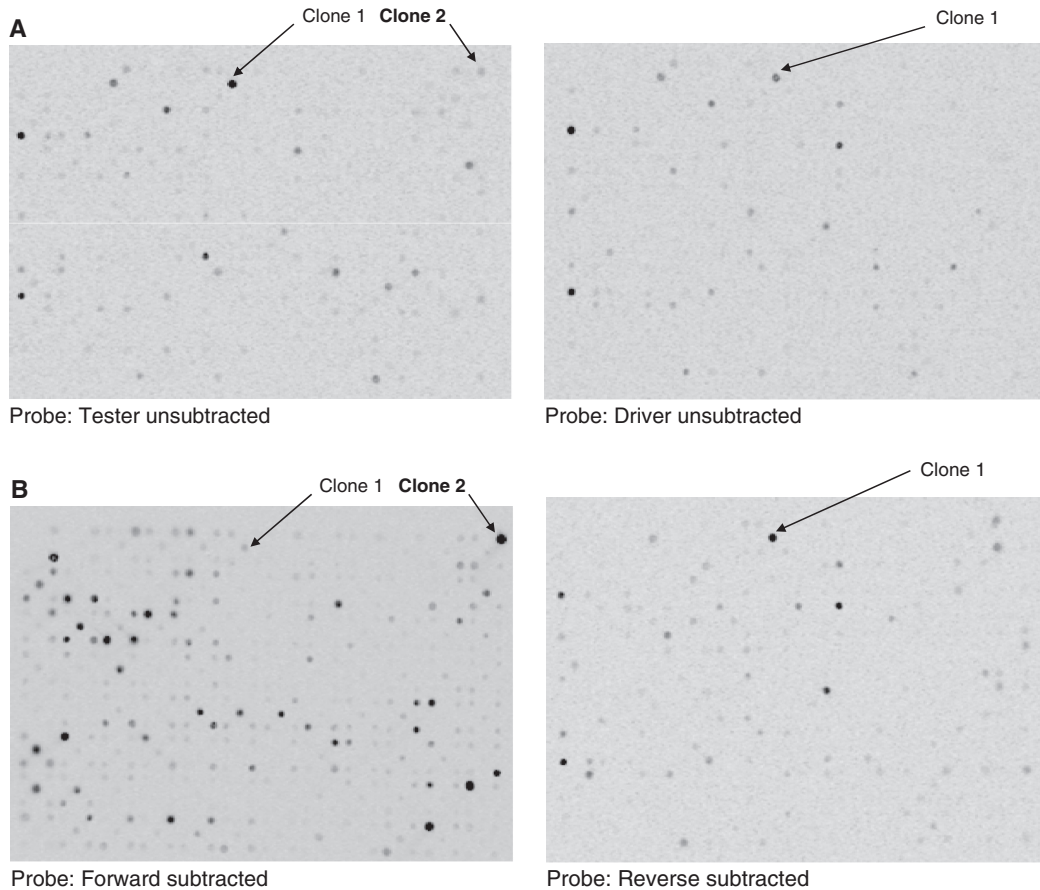 A
Clone 1 Clone 2
Clone 1
Probe: Tester unsubtracted
Probe: Driver unsubtracted
B
Clone 1 Clone 2
Clone 1
Probe: Forward subtracted
Probe: Reverse subtracted